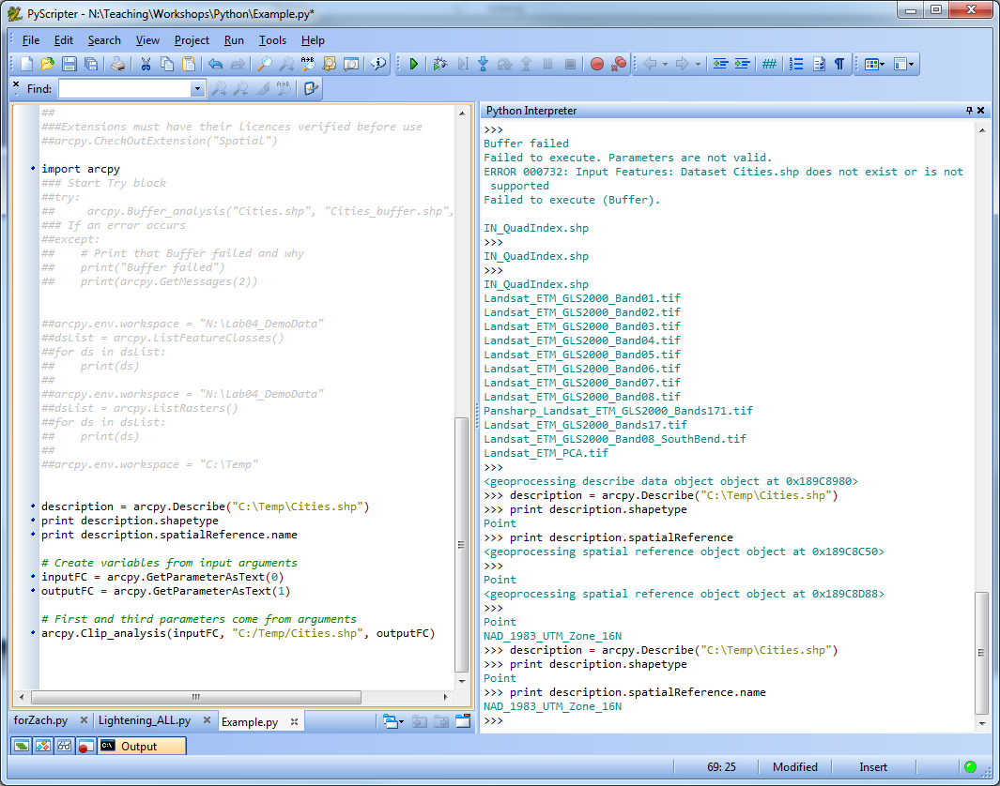 PyScripter - N:\Teaching\Workshops\Python\Example.py*
File Edit Search View Project Run Tools Help
Find:
##
###Extensions must have their licences verified before use
##arcpy.CheckOutExtension("Spatial")
import arcpy
### Start Try block
##try:
##     arcpy.Buffer_analysis("Cities.shp", "Cities_buffer.shp",
### If an error occurs
##except:
##    # Print that Buffer failed and why
##    print("Buffer failed")
##    print(arcpy.GetMessages(2))
##arcpy.env.workspace = "N:\Lab04_DemoData"
##dsList = arcpy.ListFeatureClasses()
##for ds in dsList:
##    print(ds)
##
##arcpy.env.workspace = "N:\Lab04_DemoData"
##dsList = arcpy.ListRasters()
##for ds in dsList:
##    print(ds)
##
##arcpy.env.workspace = "C:\Temp"
description = arcpy.Describe("C:\Temp\Cities.shp")
print description.shapetype
print description.spatialReference.name
# Create variables from input arguments
inputFC = arcpy.GetParameterAsText(0)
outputFC = arcpy.GetParameterAsText(1)
# First and third parameters come from arguments
arcpy.Clip_analysis(inputFC, "C:/Temp/Cities.shp", outputFC)
forZach.py Lightening_ALL.py Example.py
Python Interpreter
>>>
Buffer failed
Failed to execute. Parameters are not valid.
ERROR 000732: Input Features: Dataset Cities.shp does not exist or is not
supported
Failed to execute (Buffer).
IN_QuadIndex.shp
>>>
IN_QuadIndex.shp
>>>
IN_QuadIndex.shp
Landsat_ETM_GLS2000_Band01.tif
Landsat_ETM_GLS2000_Band02.tif
Landsat_ETM_GLS2000_Band03.tif
Landsat_ETM_GLS2000_Band04.tif
Landsat_ETM_GLS2000_Band05.tif
Landsat_ETM_GLS2000_Band06.tif
Landsat_ETM_GLS2000_Band07.tif
Landsat_ETM_GLS2000_Band08.tif
Pansharp_Landsat_ETM_GLS2000_Bands171.tif
Landsat_ETM_GLS2000_Bands17.tif
Landsat_ETM_GLS2000_Band08_SouthBend.tif
Landsat_ETM_PCA.tif
>>>
<geoprocessing describe data object object at 0x189C8980>
>>> description = arcpy.Describe("C:\Temp\Cities.shp")
>>> print description.shapetype
Point
>>> print description.spatialReference
<geoprocessing spatial reference object object at 0x189C8C50>
>>>
Point
<geoprocessing spatial reference object object at 0x189C8D88>
>>>
Point
NAD_1983_UTM_Zone_16N
>>> description = arcpy.Describe("C:\Temp\Cities.shp")
>>> print description.shapetype
Point
>>> print description.spatialReference.name
NAD_1983_UTM_Zone_16N
>>>
Output
69: 25 Modified Insert